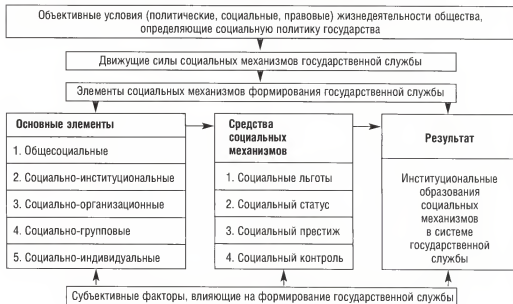 Объективные условия (политические, социальные, правовые) жизнедеятельности общества,
определяющие социальную политику государства
Движущие силы социальных механизмов государственной службы
Элементы социальных механизмов формирования государственной службы
Основные элементы
1. Общесоциальные
2. Социально-институциональные
3. Социально-организационные
4. Социально-групповые
5. Социально-индивидуальные
Средства
социальных
механизмов
1. Социальные льготы
2. Социальный статус
3. Социальный престиж
4. Социальный контроль
Результат
Институциональные
образования
социальных
механизмов
в системе
государственной
службы
Субъективные факторы, влияющие на формирование государственной службы